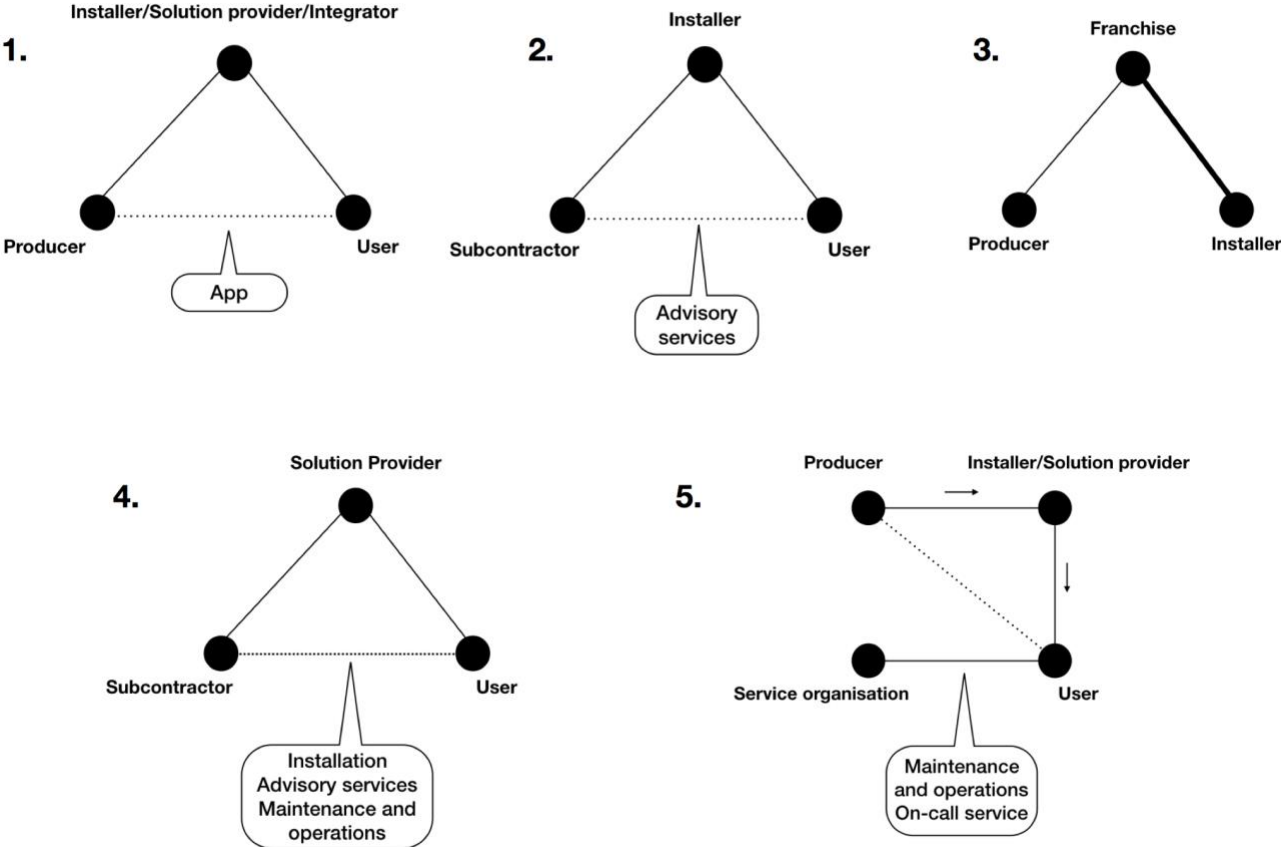 Installer/Solution provider/Integrator
1.
Producer
User
App
Installer
2.
Subcontractor
User
Advisory
services
Franchise
3.
Producer
Installer
Solution Provider
4.
Subcontractor
User
Installation
Advisory services
Maintenance and
operations
Producer
Installer/Solution provider
5.
Service organisation
User
Maintenance
and operations
On-call service